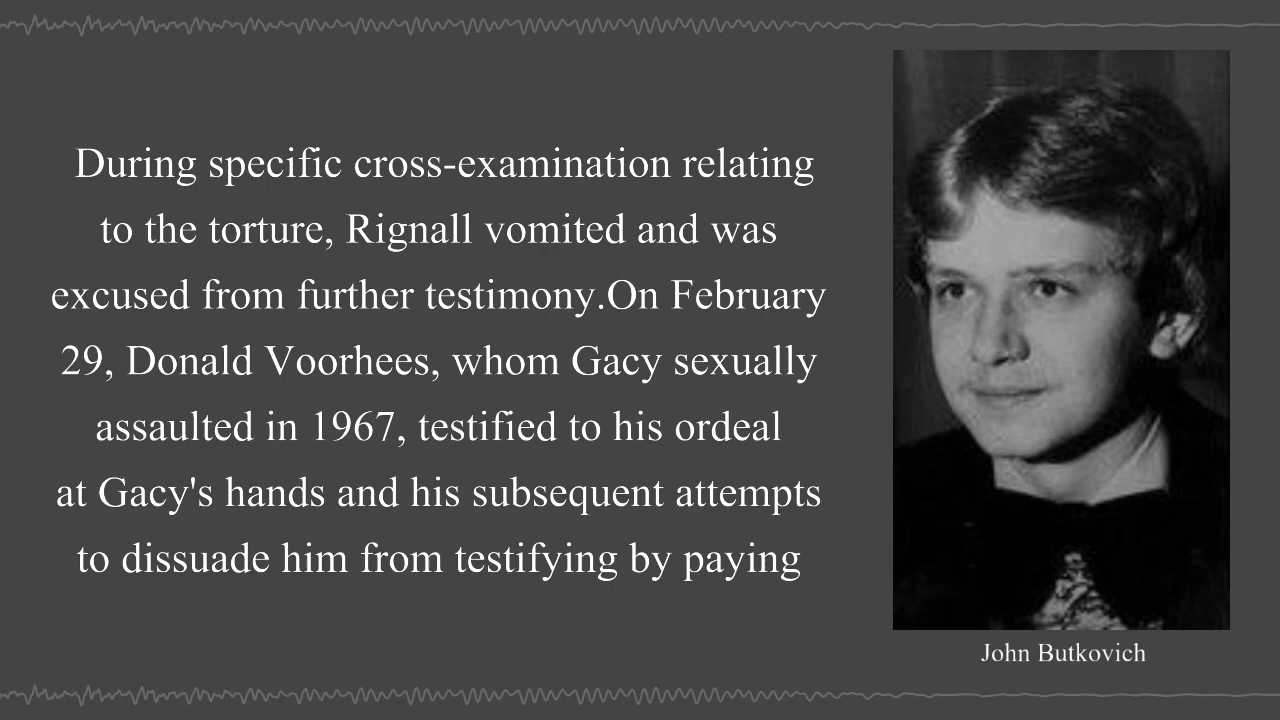 During specific cross-examination relating
to the torture, Rignall vomited and was
excused from further testimony.On February
29, Donald Voorhees, whom Gacy sexually
assaulted in 1967, testified to his ordeal
at Gacy's hands and his subsequent attempts
to dissuade him from testifying by paying
John Butkovich